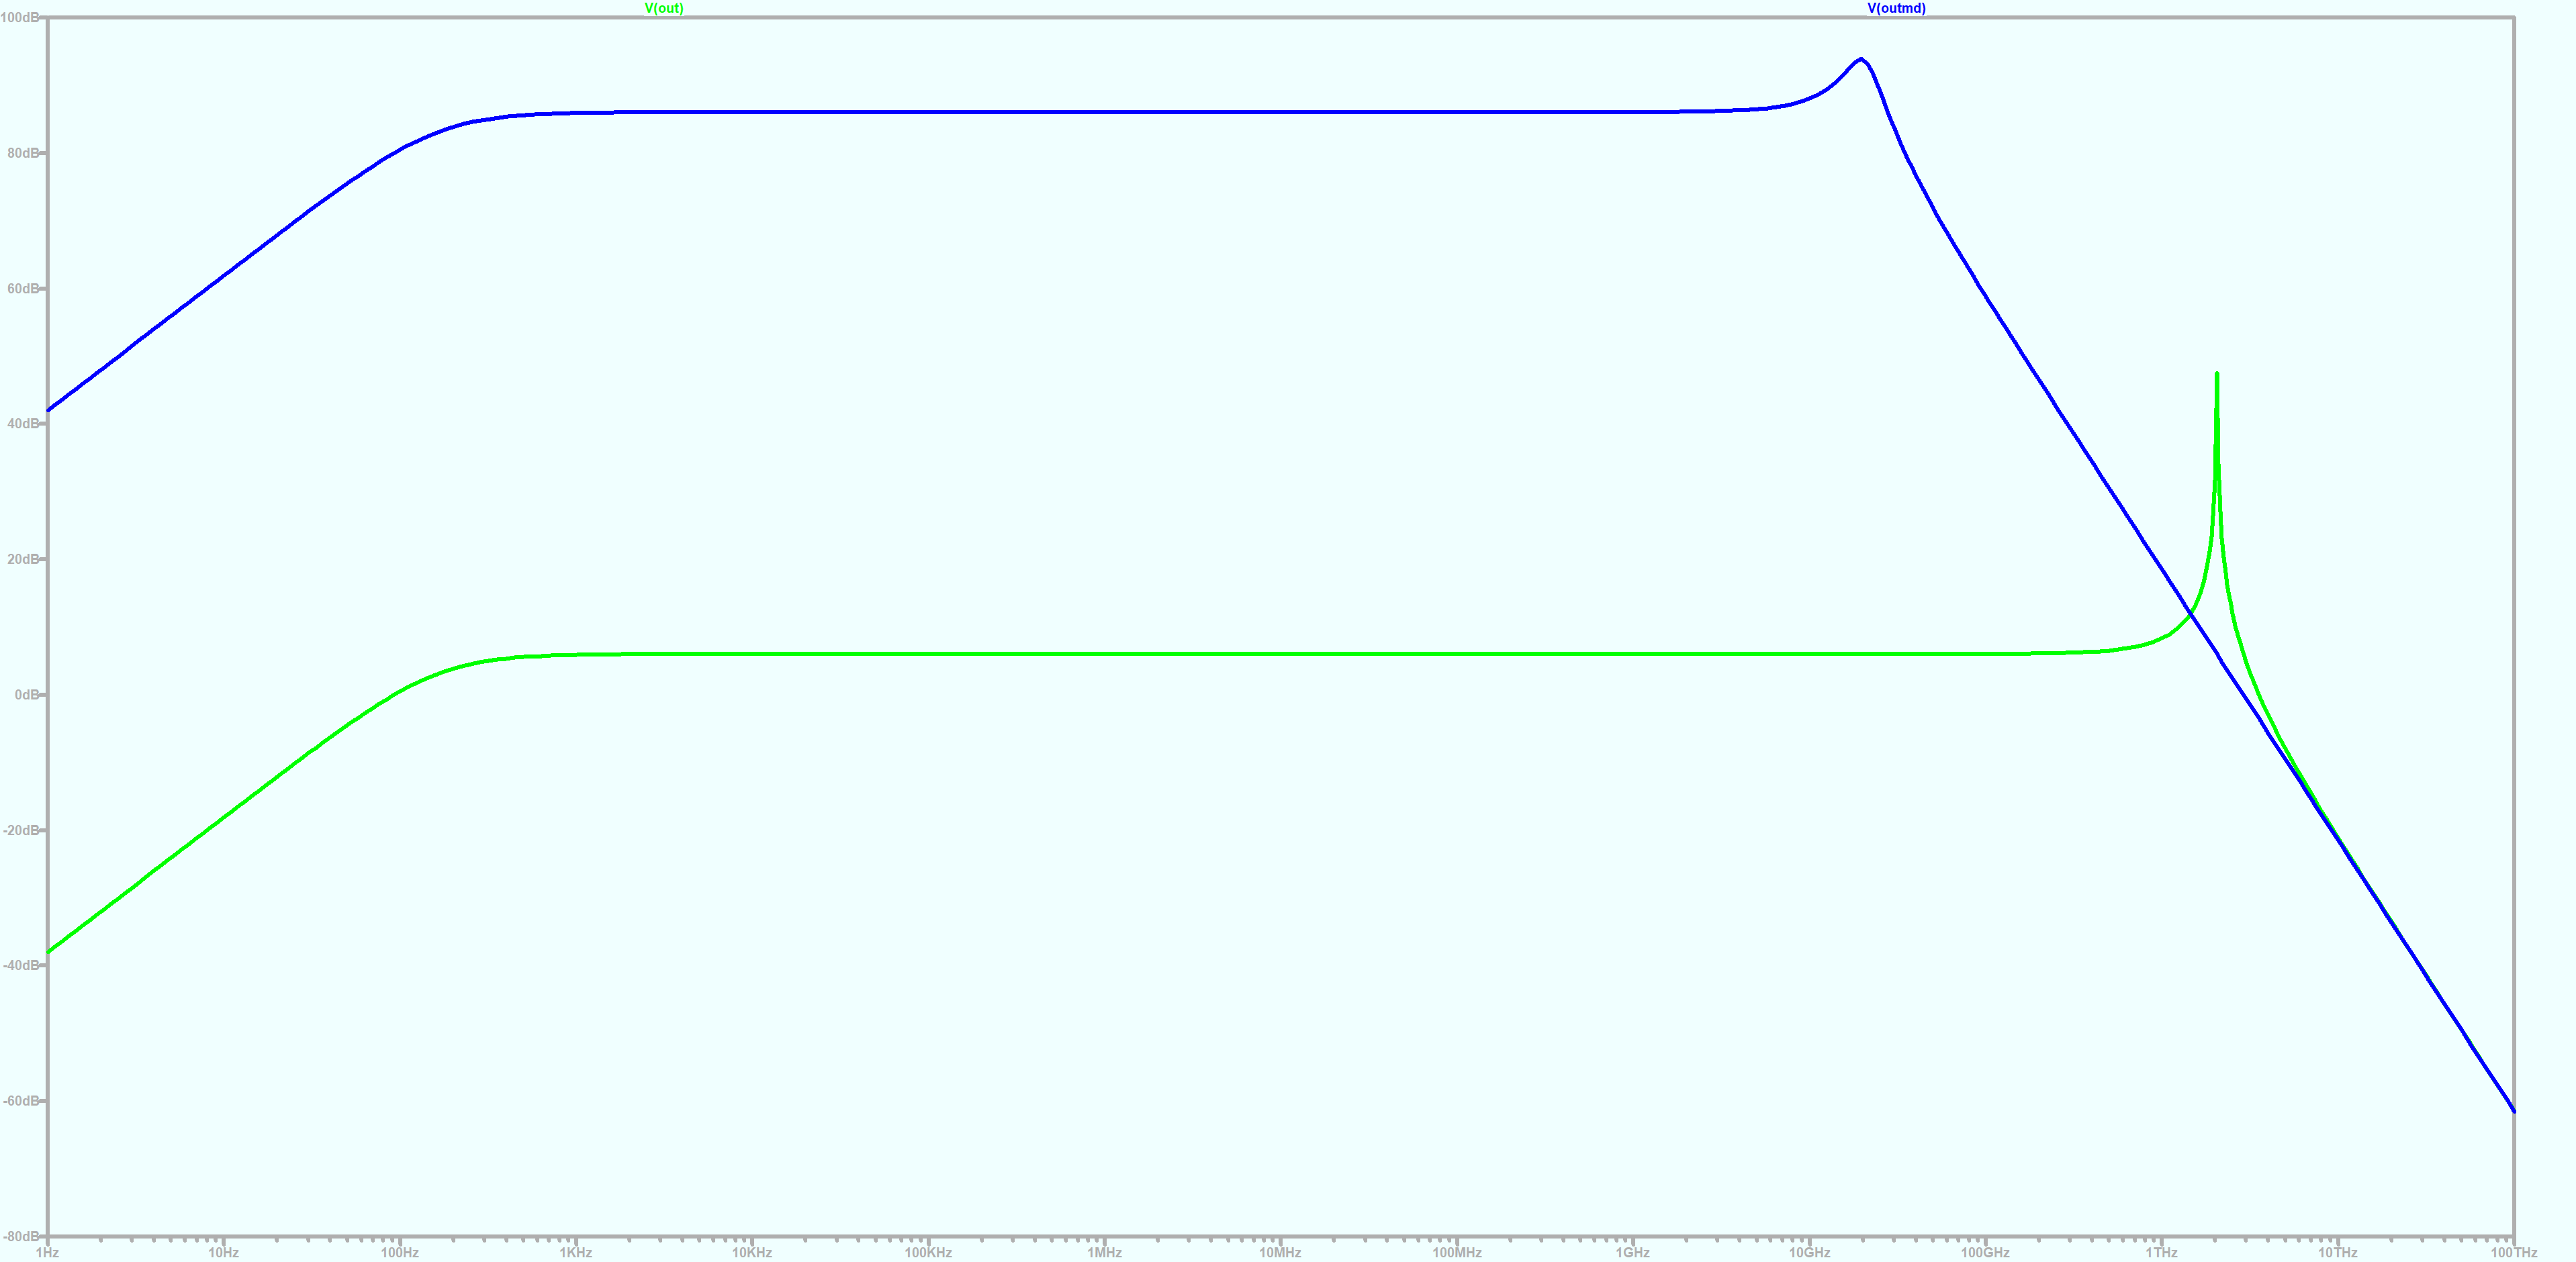 V(out) V(outmd)
100dB
80dB
60dB
40dB
20dB
0dB
-20dB
-40dB
-60dB
-80dB
1Hz 10Hz 100Hz 1KHz 10KHz 100KHz 1MHz 10MHz 100MHz 1GHz 10GHz 100GHz 1THz 10THz 100THz